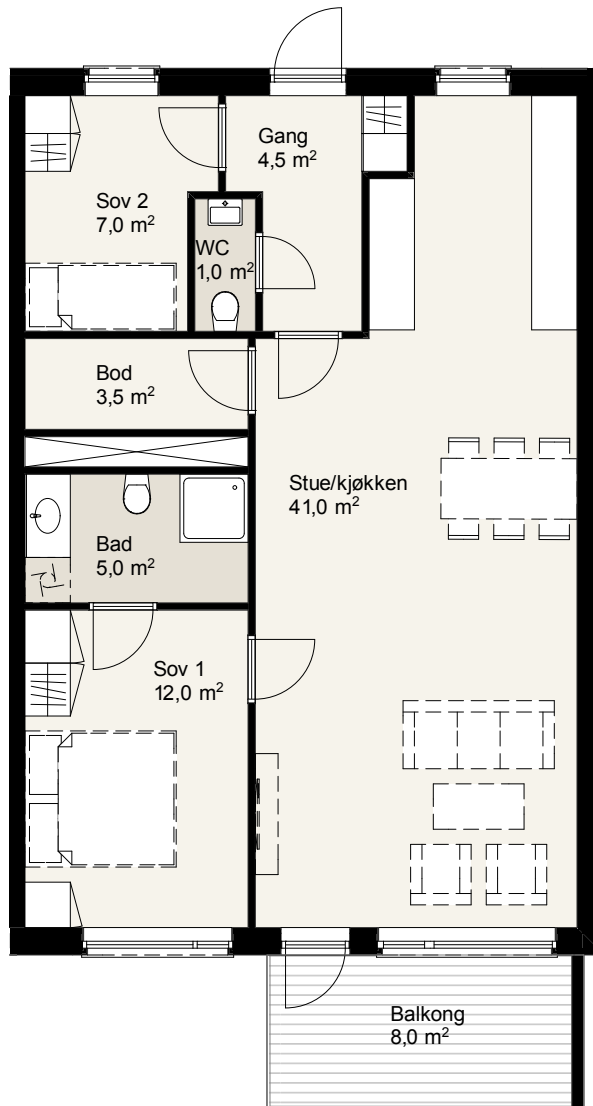 Gang
4,5 m²
Sov 2
7,0 m²
WC
1,0 m²
Bod
3,5 m²
Stue/kjøkken
41,0 m²
Bad
5,0 m²
Sov 1
12,0 m²
Balkong
8,0 m²